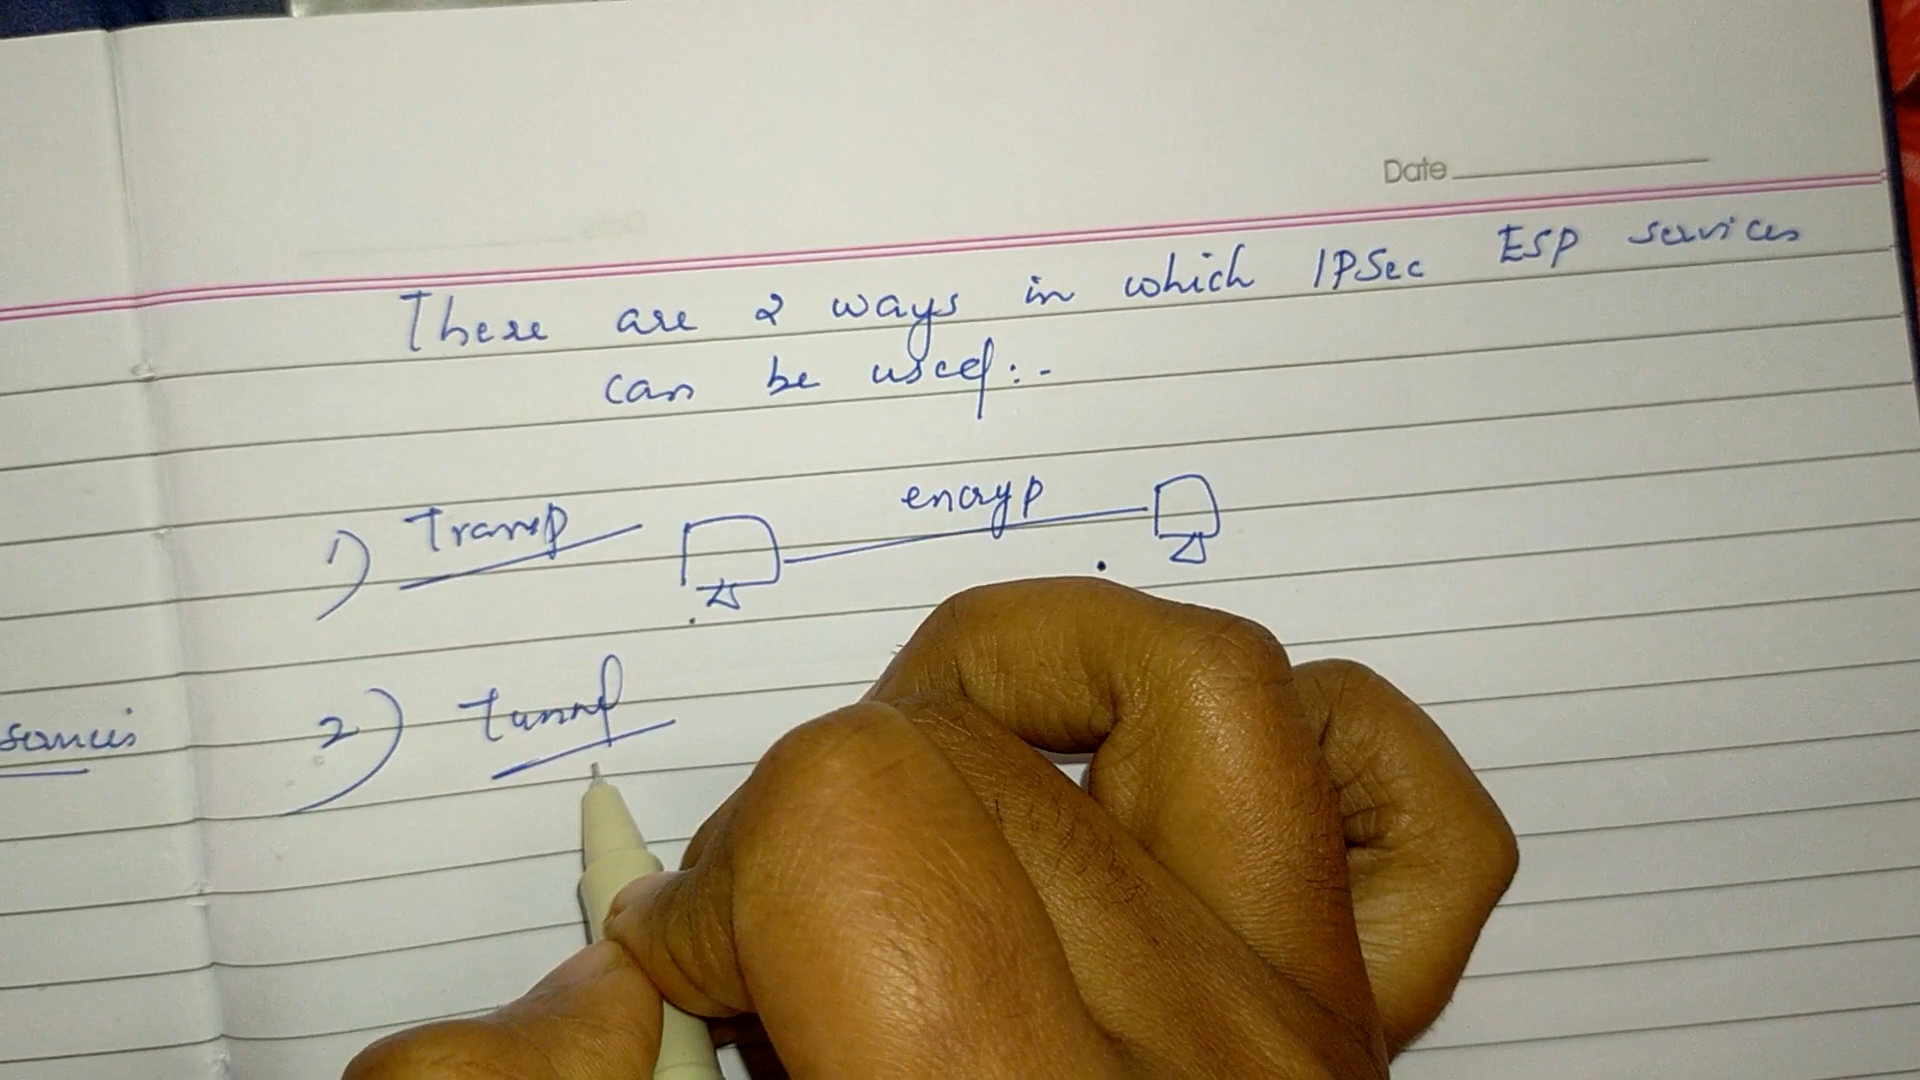 Date
There are 2 ways in which IPSec ESP services
can be used:-
1) Transp
encryp
2) Tunnel
services